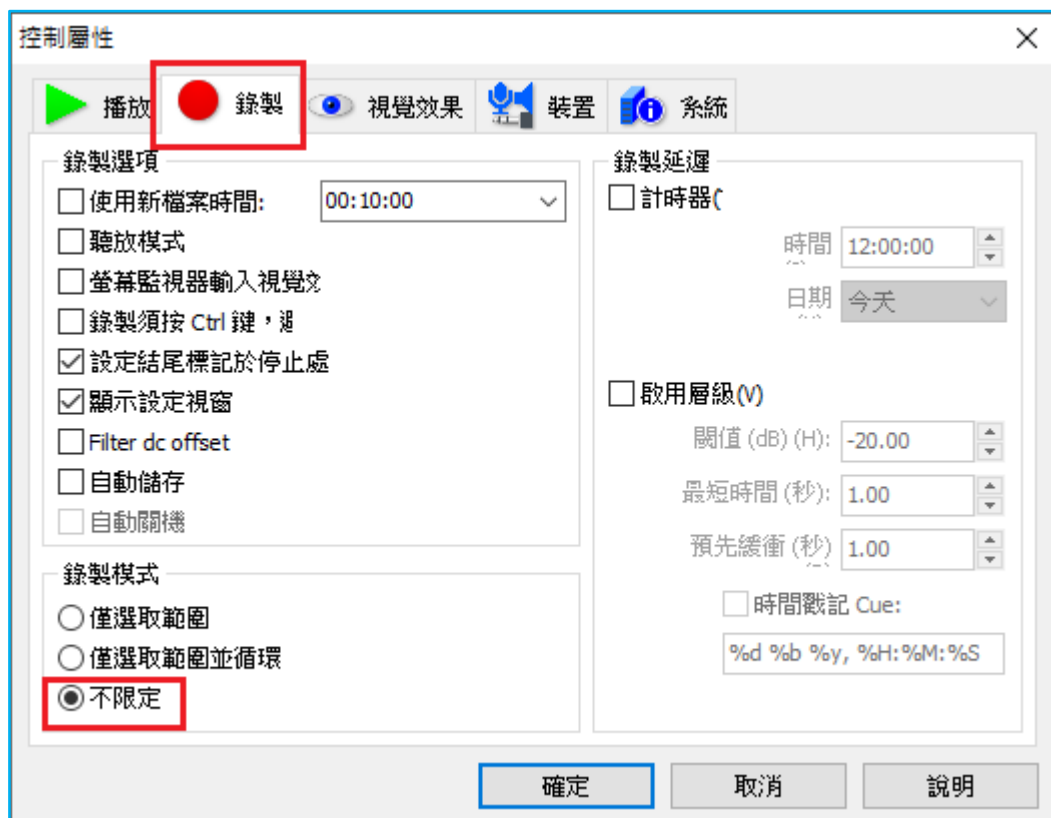 控制屬性
播放
錄製
視覺效果
裝置
系統
錄製選項
使用新檔案時間: 00:10:00
聽放模式
螢幕監視器輸入視覺
錄製須按 Ctrl 鍵，
設定結尾標記於停止處
顯示設定視窗
Filter dc offset
自動儲存
自動關機
錄製模式
僅選取範圍
僅選取範圍並循環
不限定
錄製延遲
計時器(
時間 12:00:00
日期 今天
啟用層級(V)
閾值 (dB) (H): -20.00
最短時間 (秒): 1.00
預先緩衝 (秒) 1.00
時間戳記 Cue:
%d %b %y, %H:%M:%S
確定
取消
說明